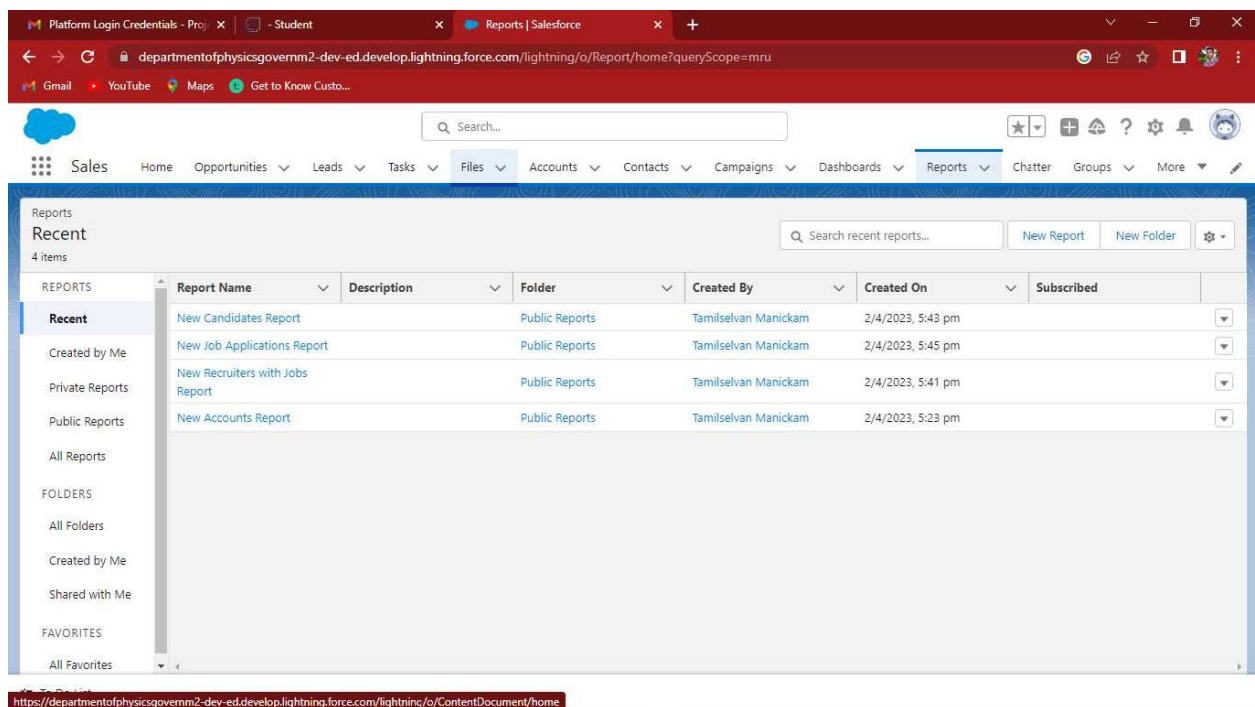 Platform Login Credentials - Proj
- Student
Reports | Salesforce
departmentofphysicsgovernm2-dev-ed.develop.lightning.force.com/lightning/o/Report/home?queryScope=mru
Gmail YouTube Maps Get to Know Custo...
Search...
Sales Home Opportunities Leads Tasks Files Accounts Contacts Campaigns Dashboards Reports Chatter Groups More
Reports
Recent
4 items
Search recent reports...
New Report New Folder
REPORTS
Recent
Created by Me
Private Reports
Public Reports
All Reports
FOLDERS
All Folders
Created by Me
Shared with Me
FAVORITES
All Favorites
Report Name Description Folder Created By Created On Subscribed
New Candidates Report Public Reports Tamilselvan Manickam 2/4/2023, 5:43 pm
New Job Applications Report Public Reports Tamilselvan Manickam 2/4/2023, 5:45 pm
New Recruiters with Jobs
Report Public Reports Tamilselvan Manickam 2/4/2023, 5:41 pm
New Accounts Report Public Reports Tamilselvan Manickam 2/4/2023, 5:23 pm
To Do List
https://departmentofphysicsgovernm2-dev-ed.develop.lightning.force.com/lightning/o/ContentDocument/home